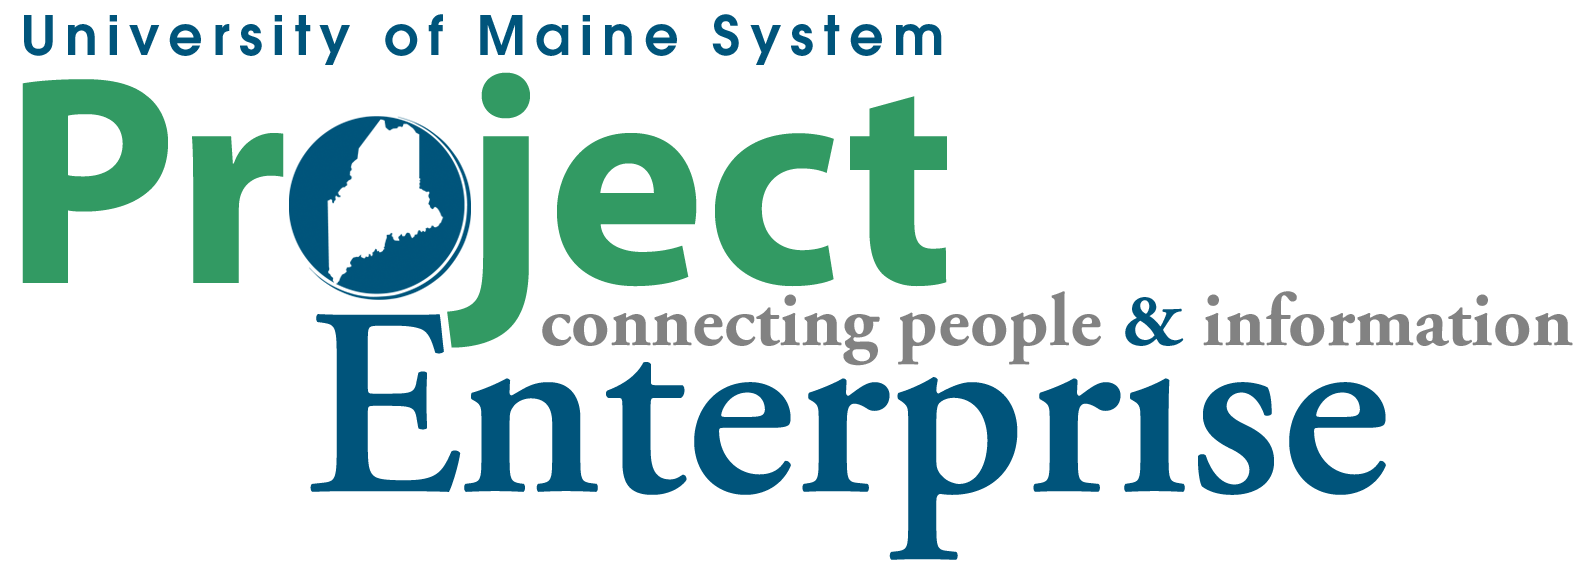 University of Maine System
Project
connecting people & information
Enterprise